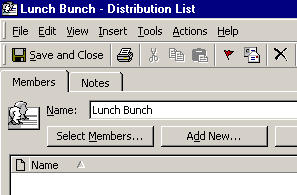 Lunch Bunch - Distribution List
File Edit View Insert Tools Actions Help
Save and Close
Members Notes
Name: Lunch Bunch
Select Members... Add New...
Name